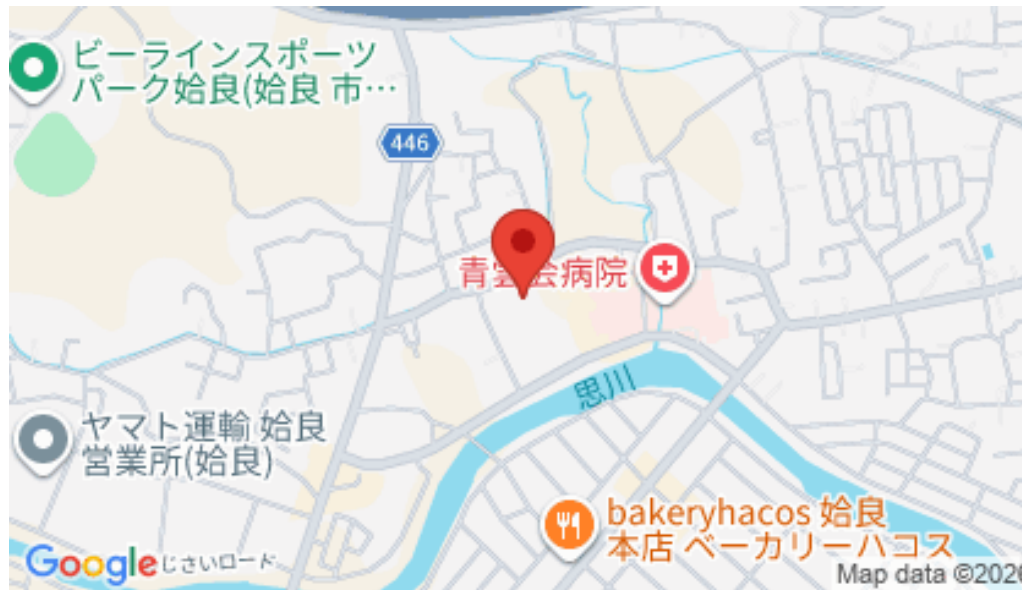 ビーラインスポーツ
パーク姶良(姶良 市…
446
青雲会病院
思川
ヤマト運輸 姶良
営業所(姶良)
bakeryhacos 姶良
本店 ベーカリーハコス
Google
じさいロード
Map data ©2026